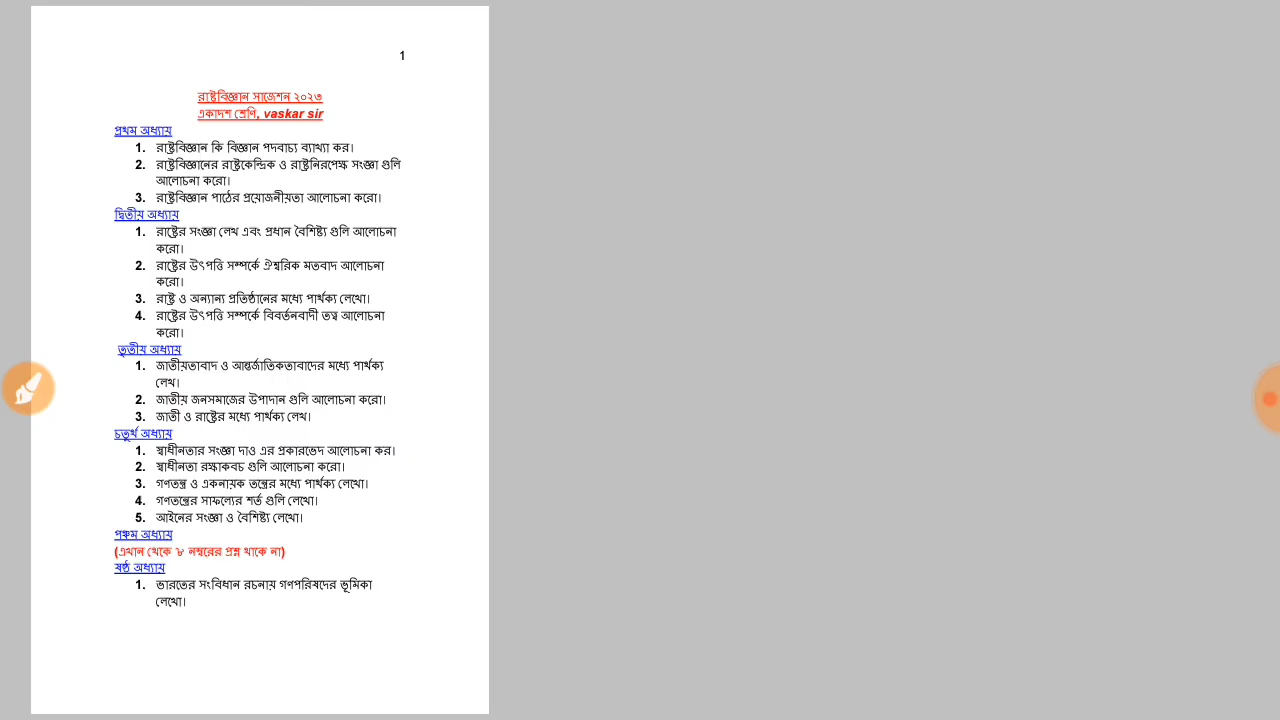 1
রাষ্ট্রবিজ্ঞান সাজেশন ২০২৩
একাদশ শ্রেণি, vaskar sir
প্রথম অধ্যায়
1. রাষ্ট্রবিজ্ঞান কি বিজ্ঞান পদবাচ্য ব্যাখ্যা কর।
2. রাষ্ট্রবিজ্ঞানের রাষ্ট্রকেন্দ্রিক ও রাষ্ট্রনিরপেক্ষ সংজ্ঞা গুলি
আলোচনা করো।
3. রাষ্ট্রবিজ্ঞান পাঠের প্রয়োজনীয়তা আলোচনা করো।
দ্বিতীয় অধ্যায়
1. রাষ্ট্রের সংজ্ঞা লেখ এবং প্রধান বৈশিষ্ট্য গুলি আলোচনা
করো।
2. রাষ্ট্রের উৎপত্তি সম্পর্কে ঐশ্বরিক মতবাদ আলোচনা
করো।
3. রাষ্ট্র ও অন্যান্য প্রতিষ্ঠানের মধ্যে পার্থক্য লেখো।
4. রাষ্ট্রের উৎপত্তি সম্পর্কে বিবর্তনবাদী তত্ব আলোচনা
করো।
তৃতীয় অধ্যায়
1. জাতীয়তাবাদ ও আন্তর্জাতিকতাবাদের মধ্যে পার্থক্য
লেখ।
2. জাতীয় জনসমাজের উপাদান গুলি আলোচনা করো।
3. জাতী ও রাষ্ট্রের মধ্যে পার্থক্য লেখ।
চতুর্থ অধ্যায়
1. স্বাধীনতার সংজ্ঞা দাও এর প্রকারভেদ আলোচনা কর।
2. স্বাধীনতা রক্ষাকবচ গুলি আলোচনা করো।
3. গণতন্ত্র ও একনায়ক তন্ত্রের মধ্যে পার্থক্য লেখো।
4. গণতন্ত্রের সাফল্যের শর্ত গুলি লেখো।
5. আইনের সংজ্ঞা ও বৈশিষ্ট্য লেখো।
পঞ্চম অধ্যায়
(এখান থেকে ৮ নম্বরের প্রশ্ন থাকে না)
ষষ্ঠ অধ্যায়
1. ভারতের সংবিধান রচনায় গণপরিষদের ভূমিকা
লেখো।